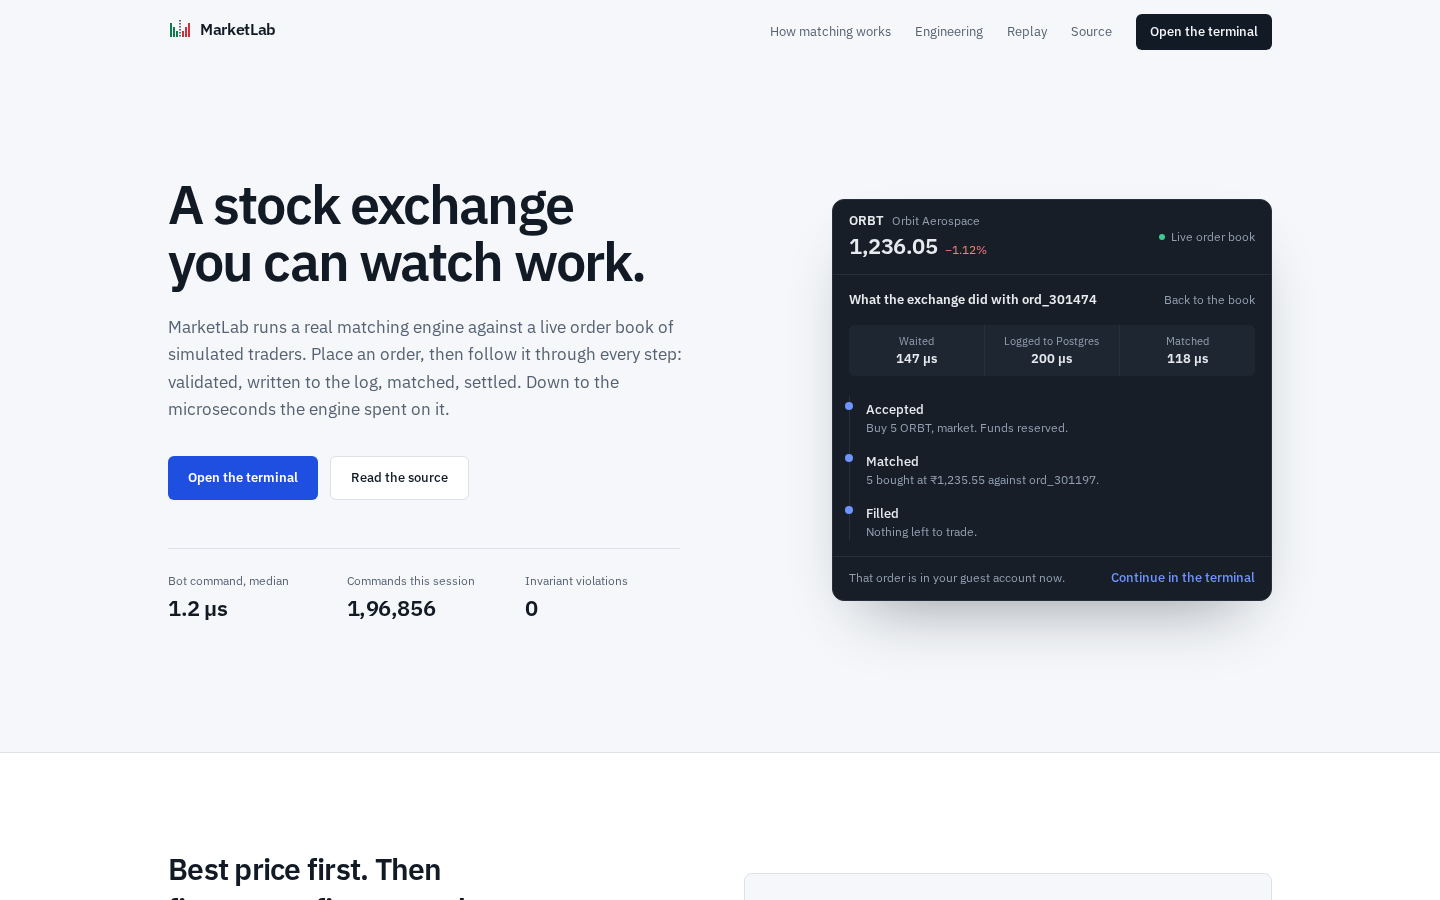 MarketLab
How matching works
Engineering
Replay
Source
Open the terminal
A stock exchange
you can watch work.
MarketLab runs a real matching engine against a live order book of
simulated traders. Place an order, then follow it through every step:
validated, written to the log, matched, settled. Down to the
microseconds the engine spent on it.
Open the terminal
Read the source
Bot command, median
1.2 µs
Commands this session
1,96,856
Invariant violations
0
ORBT Orbit Aerospace
1,236.05 −1.12%
Live order book
What the exchange did with ord_301474
Back to the book
Waited
147 µs
Logged to Postgres
200 µs
Matched
118 µs
Accepted
Buy 5 ORBT, market. Funds reserved.
Matched
5 bought at ₹1,235.55 against ord_301197.
Filled
Nothing left to trade.
That order is in your guest account now.
Continue in the terminal
Best price first. Then